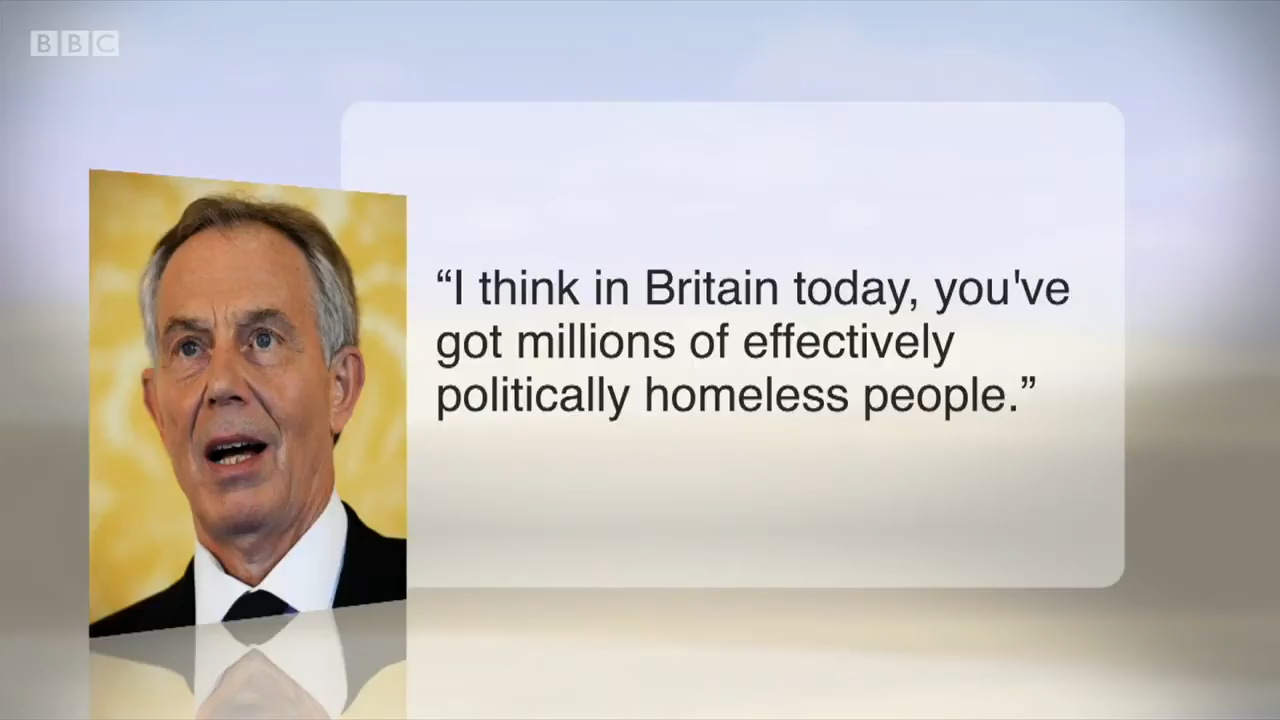 BBC
“I think in Britain today, you've
got millions of effectively
politically homeless people.”